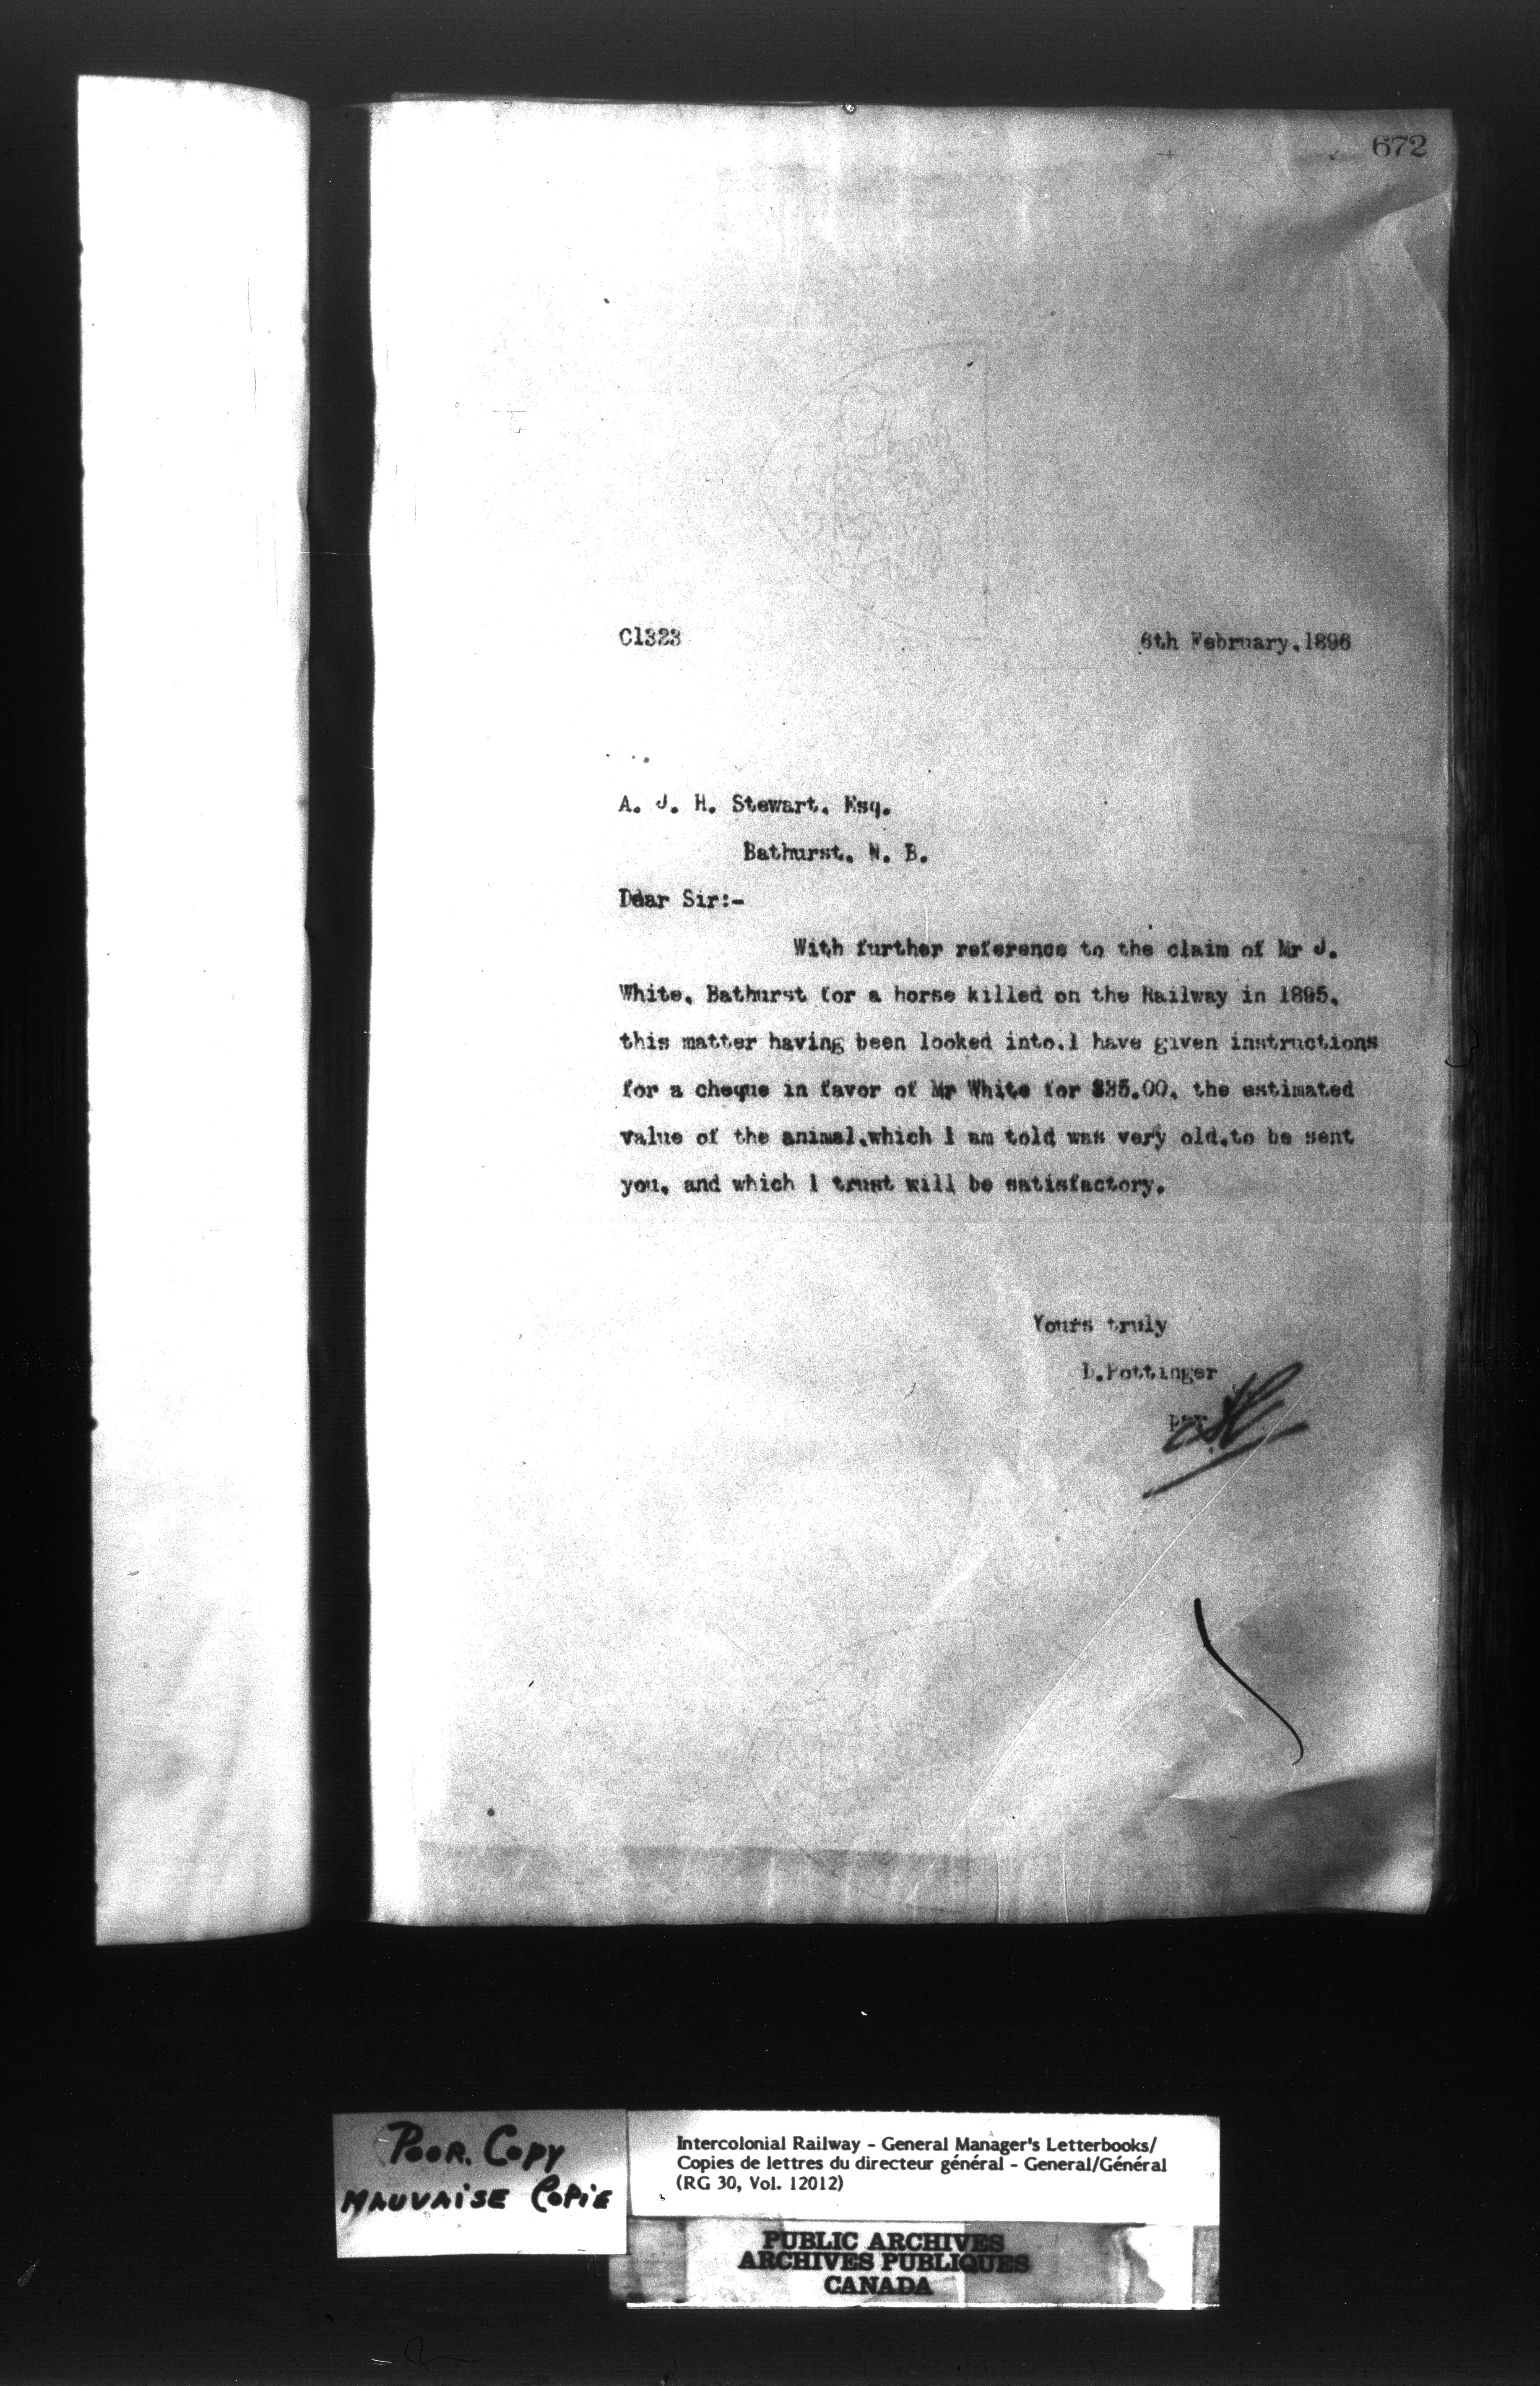 672
C1323 6th February, 1896
A. J. H. Stewart, Esq.
Bathurst, N. B.
Dear Sir:-
With further reference to the claim of Mr J.
White, Bathurst for a horse killed on the Railway in 1895,
this matter having been looked into, I have given instructions
for a cheque in favor of Mr White for $35.00, the estimated
value of the animal, which I am told was very old, to be sent
you, and which I trust will be satisfactory.
Yours truly
D. Pottinger
per
POOR. COPY
MAUVAISE COPIE
Intercolonial Railway - General Manager's Letterbooks/
Copies de lettres du directeur général - General/Général
(RG 30, Vol. 12012)
PUBLIC ARCHIVES
ARCHIVES PUBLIQUES
CANADA